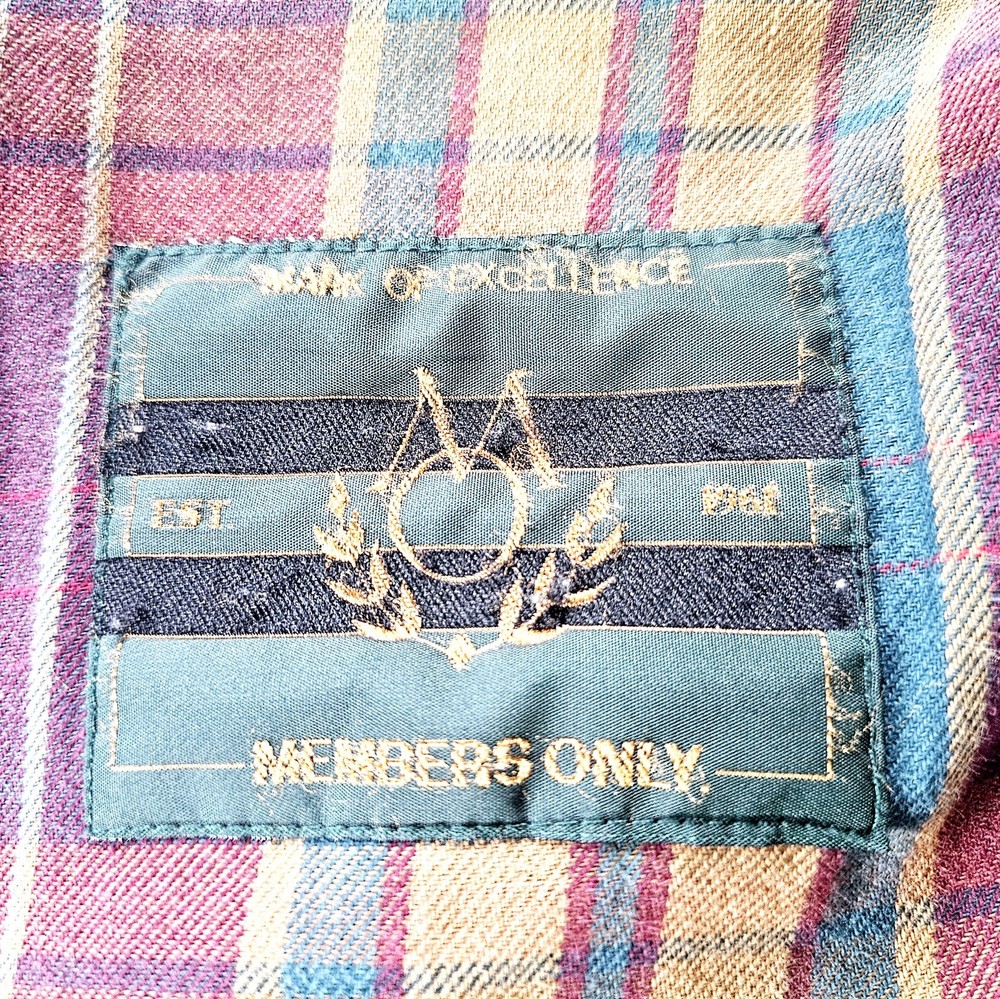 MARK OF EXCELLENCE
M
EST. 1961
MEMBERS ONLY.